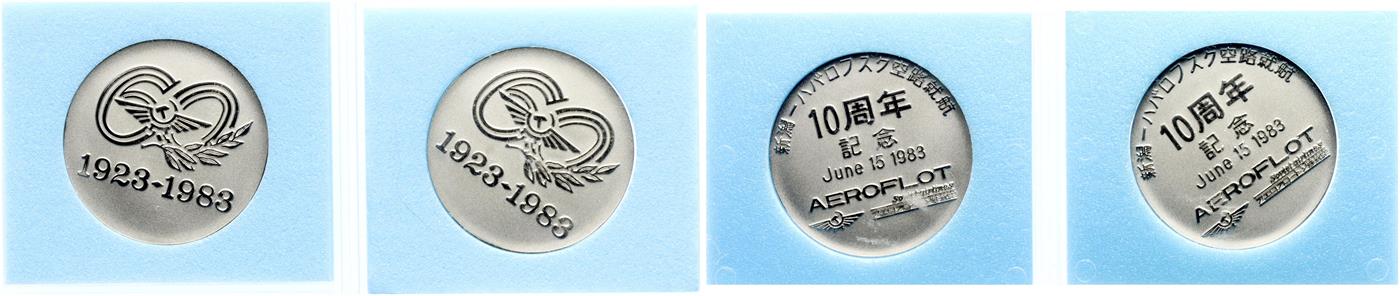 1923-1983
1923-1983
新潟ーハバロフスク空路就航
10周年
記念
June 15 1983
AEROFLOT
新潟ーハバロフスク空路就航
10周年
記念
June 15 1983
AEROFLOT
Soviet airlines